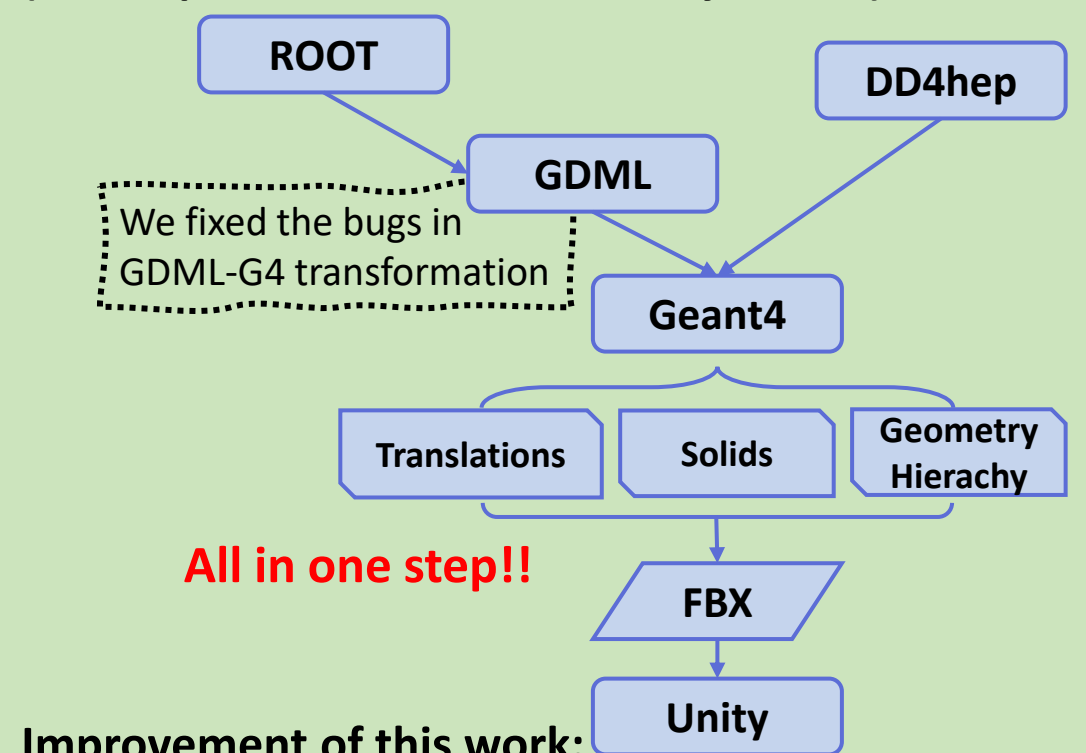 ROOT
DD4hep
GDML
We fixed the bugs in
GDML-G4 transformation
Geant4
Translations
Solids
Geometry
Hierachy
All in one step!!
FBX
Unity
Improvement of this work: